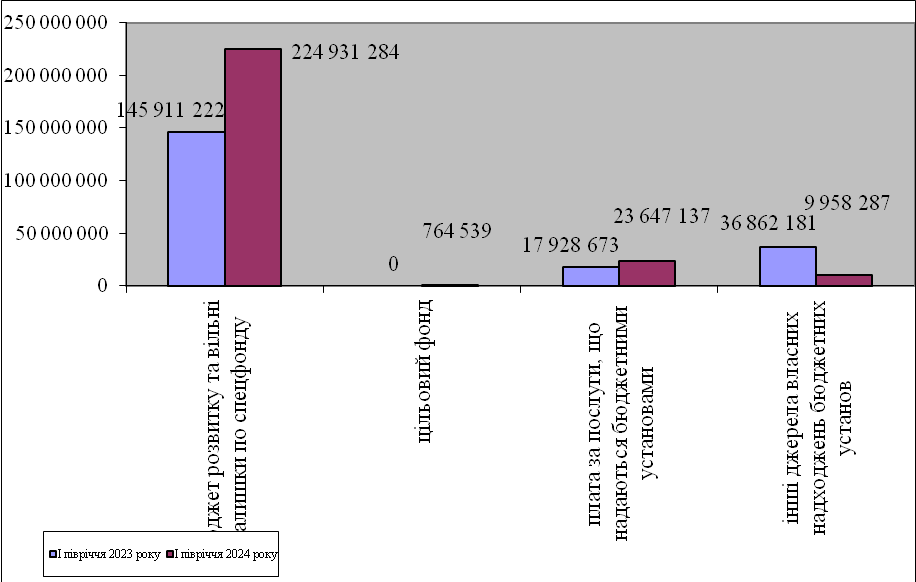 250 000 000
200 000 000
150 000 000
100 000 000
50 000 000
0
145 911 222
224 931 284
0
764 539
17 928 673
23 647 137
36 862 181
9 958 287
розвитку та вільні
по спецфонду
цільовий фонд
плата за послуги, що
надаються бюджетними
установами
інші джерела власних
надходжень бюджетних
установ
І півріччя 2023 року
І півріччя 2024 року